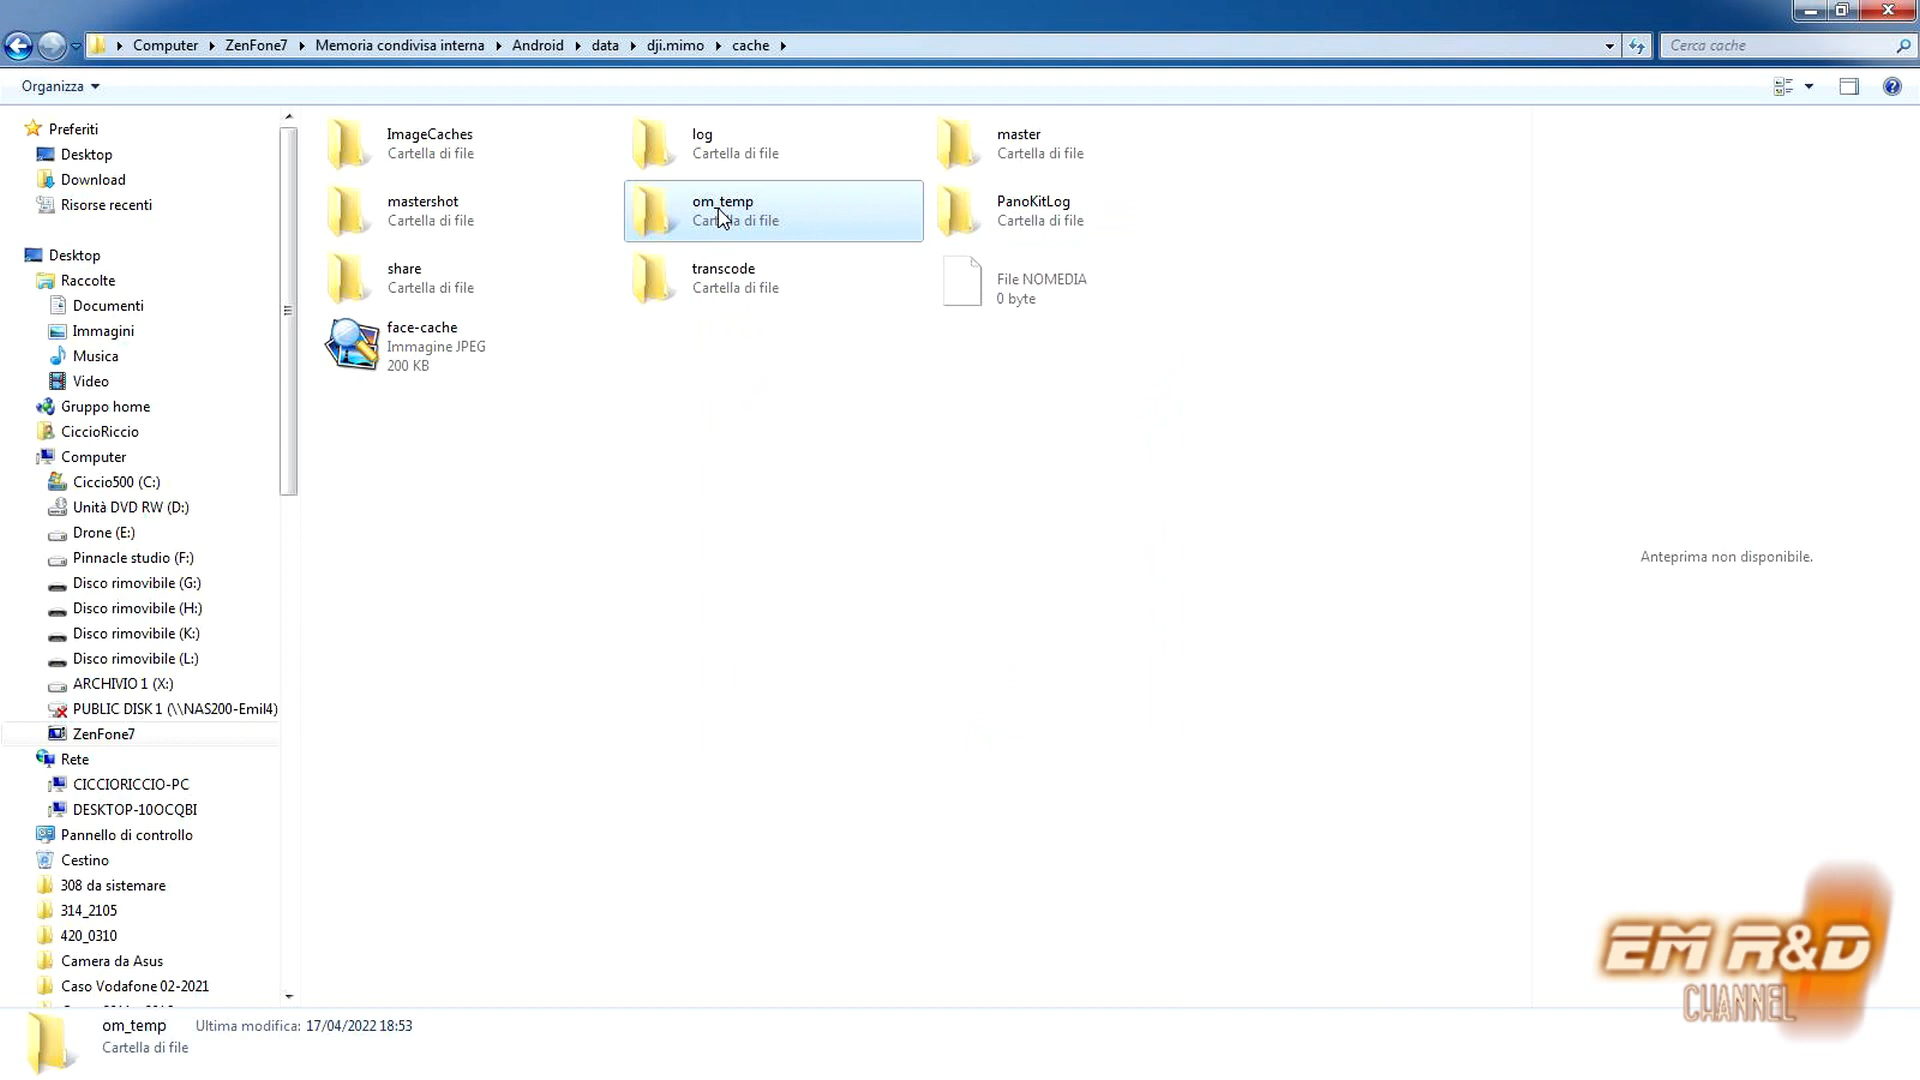 Computer ZenFone7 Memoria condivisa interna Android data dji.mimo cache
Cerca cache
Organizza
Preferiti
Desktop
Download
Risorse recenti
Desktop
Raccolte
Documenti
Immagini
Musica
Video
Gruppo home
CiccioRiccio
Computer
Ciccio500 (C:)
Unità DVD RW (D:)
Drone (E:)
Pinnacle studio (F:)
Disco rimovibile (G:)
Disco rimovibile (H:)
Disco rimovibile (K:)
Disco rimovibile (L:)
ARCHIVIO 1 (X:)
PUBLIC DISK 1 (\\NAS200-Emil4)
ZenFone7
Rete
CICCIORICCIO-PC
DESKTOP-10OCQBI
Pannello di controllo
Cestino
308 da sistemare
314_2105
420_0310
Camera da Asus
Caso Vodafone 02-2021
ImageCaches
Cartella di file
log
Cartella di file
master
Cartella di file
mastershot
Cartella di file
om_temp
Cartella di file
PanoKitLog
Cartella di file
share
Cartella di file
transcode
Cartella di file
File NOMEDIA
0 byte
face-cache
Immagine JPEG
200 KB
Anteprima non disponibile.
om_temp Ultima modifica: 17/04/2022 18:53
Cartella di file
EM R&D
CHANNEL